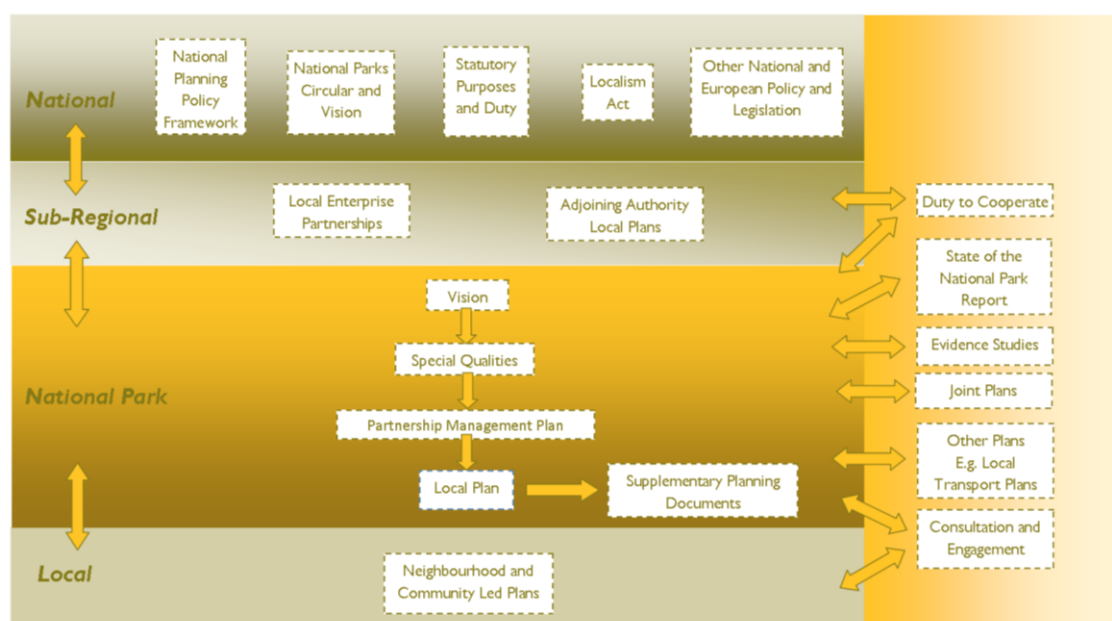 National
National
Planning
Policy
Framework
National Parks
Circular and
Vision
Statutory
Purposes
and Duty
Localism
Act
Other National and
European Policy and
Legislation
Sub-Regional
Local Enterprise
Partnerships
Adjoining Authority
Local Plans
Duty to Cooperate
State of the
National Park
Report
National Park
Vision
Special Qualities
Partnership Management Plan
Local Plan
Supplementary Planning
Documents
Evidence Studies
Joint Plans
Other Plans
E.g. Local
Transport Plans
Consultation and
Engagement
Local
Neighbourhood and
Community Led Plans